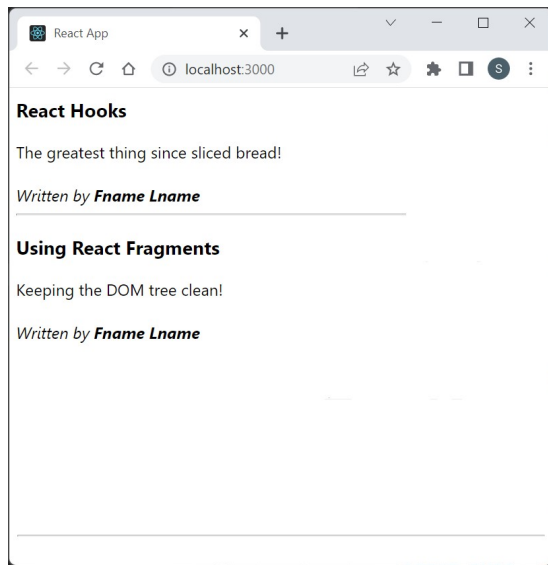 React App
localhost:3000
S
React Hooks
The greatest thing since sliced bread!
Written by Fname Lname
Using React Fragments
Keeping the DOM tree clean!
Written by Fname Lname